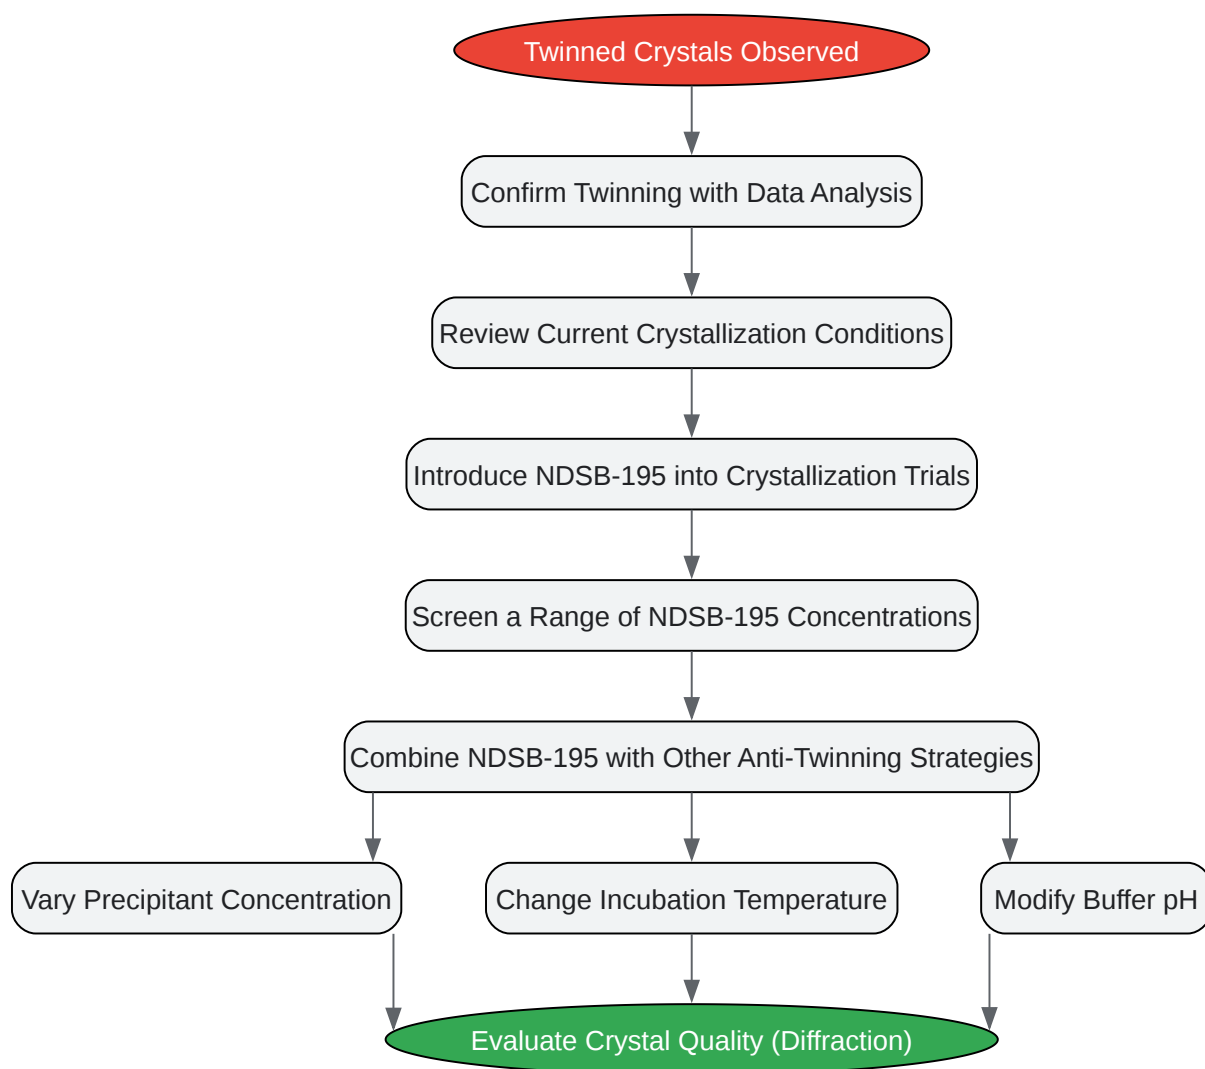 Twinned Crystals Observed
Confirm Twinning with Data Analysis
Review Current Crystallization Conditions
Introduce NDSB-195 into Crystallization Trials
Screen a Range of NDSB-195 Concentrations
Combine NDSB-195 with Other Anti-Twinning Strategies
Vary Precipitant Concentration
Change Incubation Temperature
Modify Buffer pH
Evaluate Crystal Quality (Diffraction)